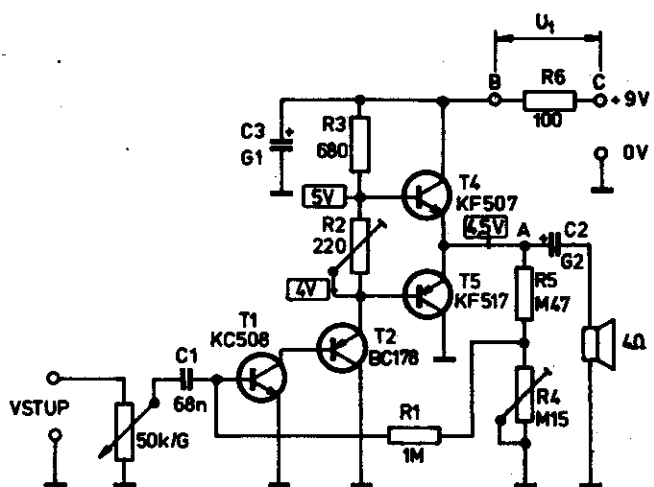 U₁
B
R6
C
+9V
100
0V
C3
+
G1
R3
680
T4
KF507
5V
R2
220
4,5V
A
+
C2
G2
4V
T5
KF517
R5
M47
T1
KC508
T2
BC178
4Ω
C1
68n
VSTUP
50k/G
R1
1M
R4
M15